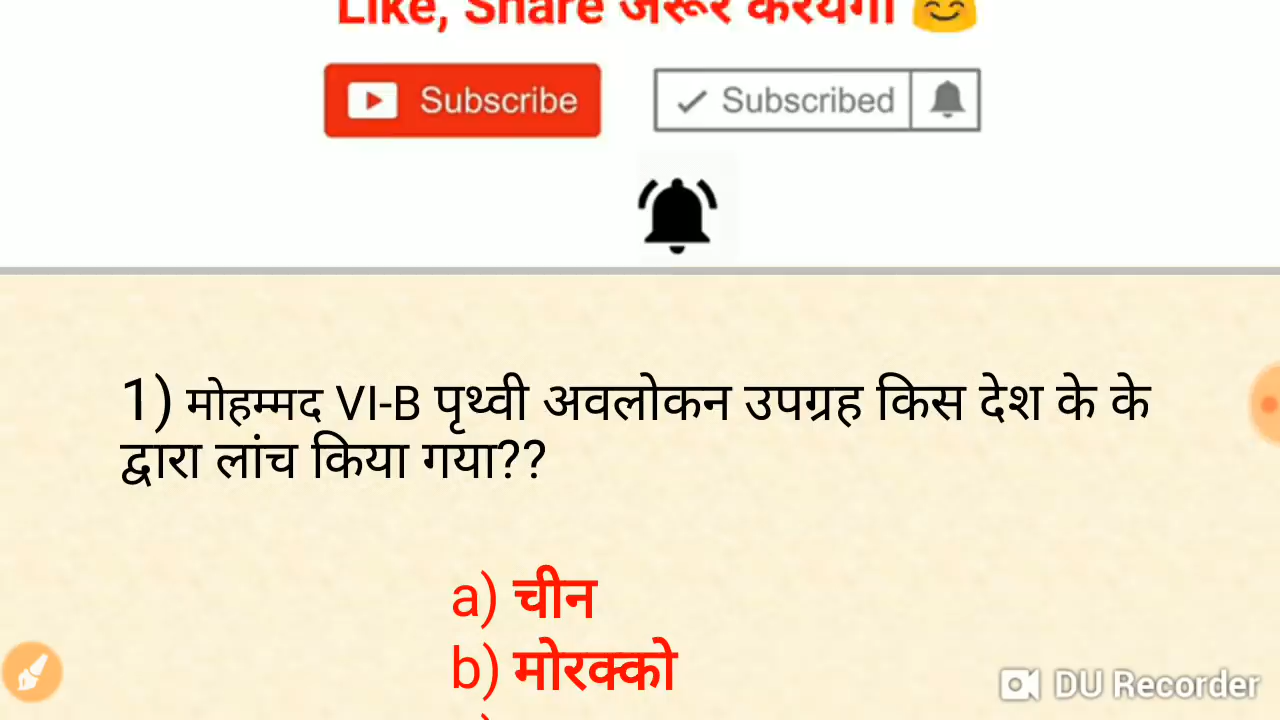 Like, Share जरूर करेयेगा
Subscribe
Subscribed
1) मोहम्मद VI-B पृथ्वी अवलोकन उपग्रह किस देश के के
द्वारा लांच किया गया??
a) चीन
b) मोरक्को
DU Recorder